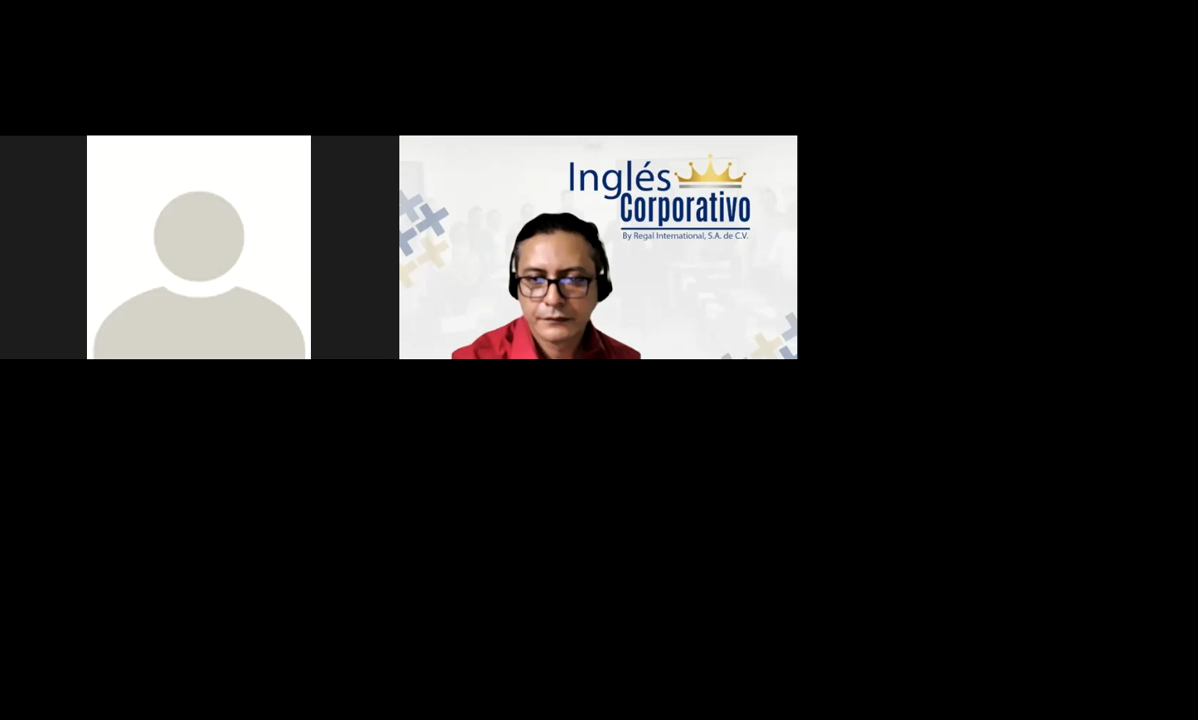 Inglés
Corporativo
By Regal International, S.A. de C.V.